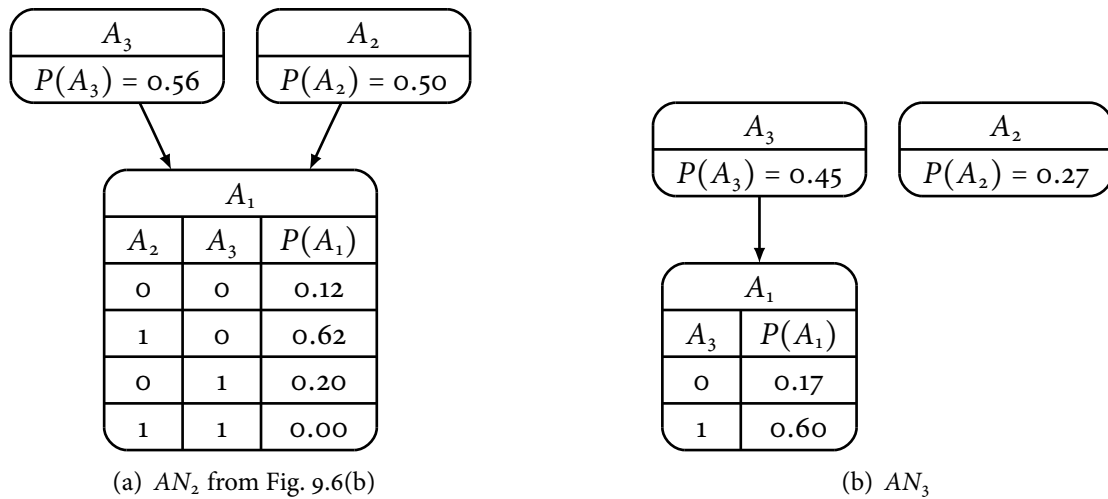 A₃
P(A₃) = 0.56
A₂
P(A₂) = 0.50
A₁
A₂ A₃ P(A₁)
0 0 0.12
1 0 0.62
0 1 0.20
1 1 0.00
(a) AN₂ from Fig. 9.6(b)
A₃
P(A₃) = 0.45
A₂
P(A₂) = 0.27
A₁
A₃ P(A₁)
0 0.17
1 0.60
(b) AN₃